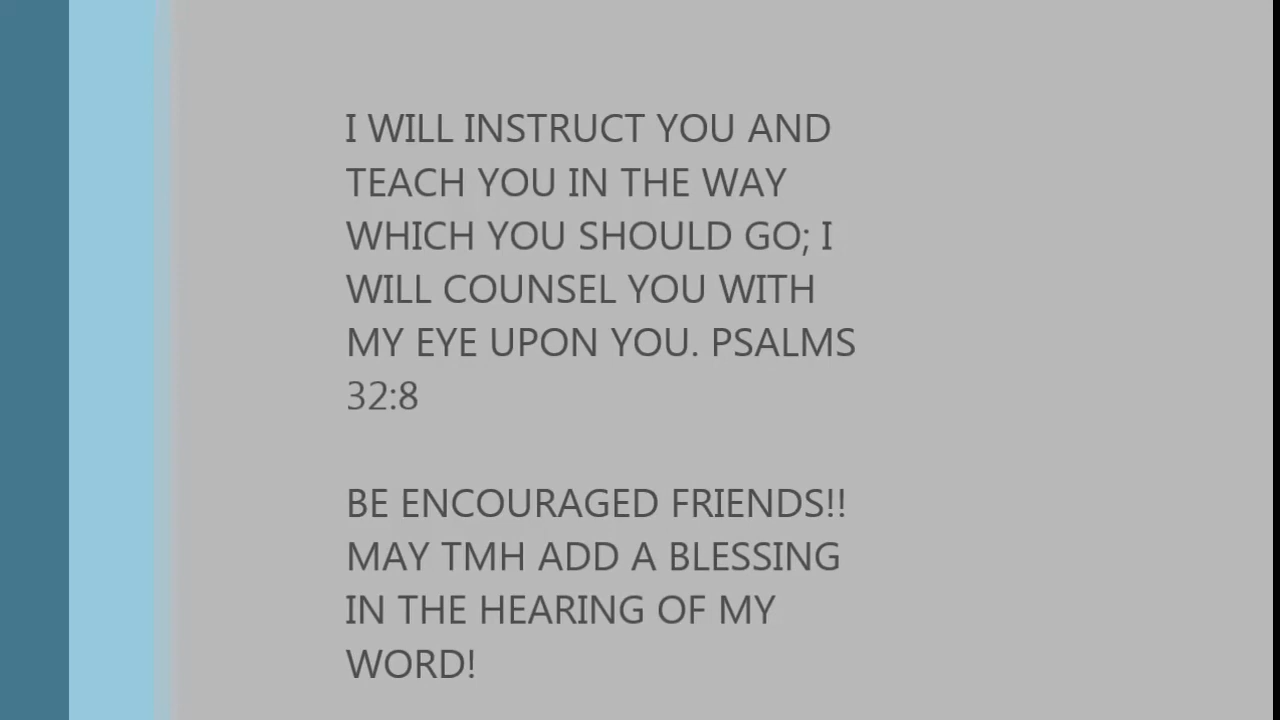 I WILL INSTRUCT YOU AND
TEACH YOU IN THE WAY
WHICH YOU SHOULD GO; I
WILL COUNSEL YOU WITH
MY EYE UPON YOU. PSALMS
32:8
BE ENCOURAGED FRIENDS!!
MAY TMH ADD A BLESSING
IN THE HEARING OF MY
WORD!